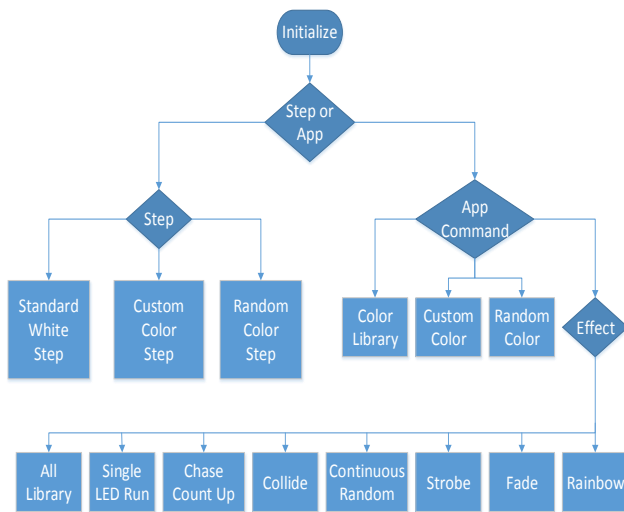 Initialize
Step or
App
Step
App
Command
Standard
White
Step
Custom
Color
Step
Random
Color
Step
Color
Library
Custom
Color
Random
Color
Effect
All
Library
Single
LED Run
Chase
Count Up
Collide
Continuous
Random
Strobe
Fade
Rainbow